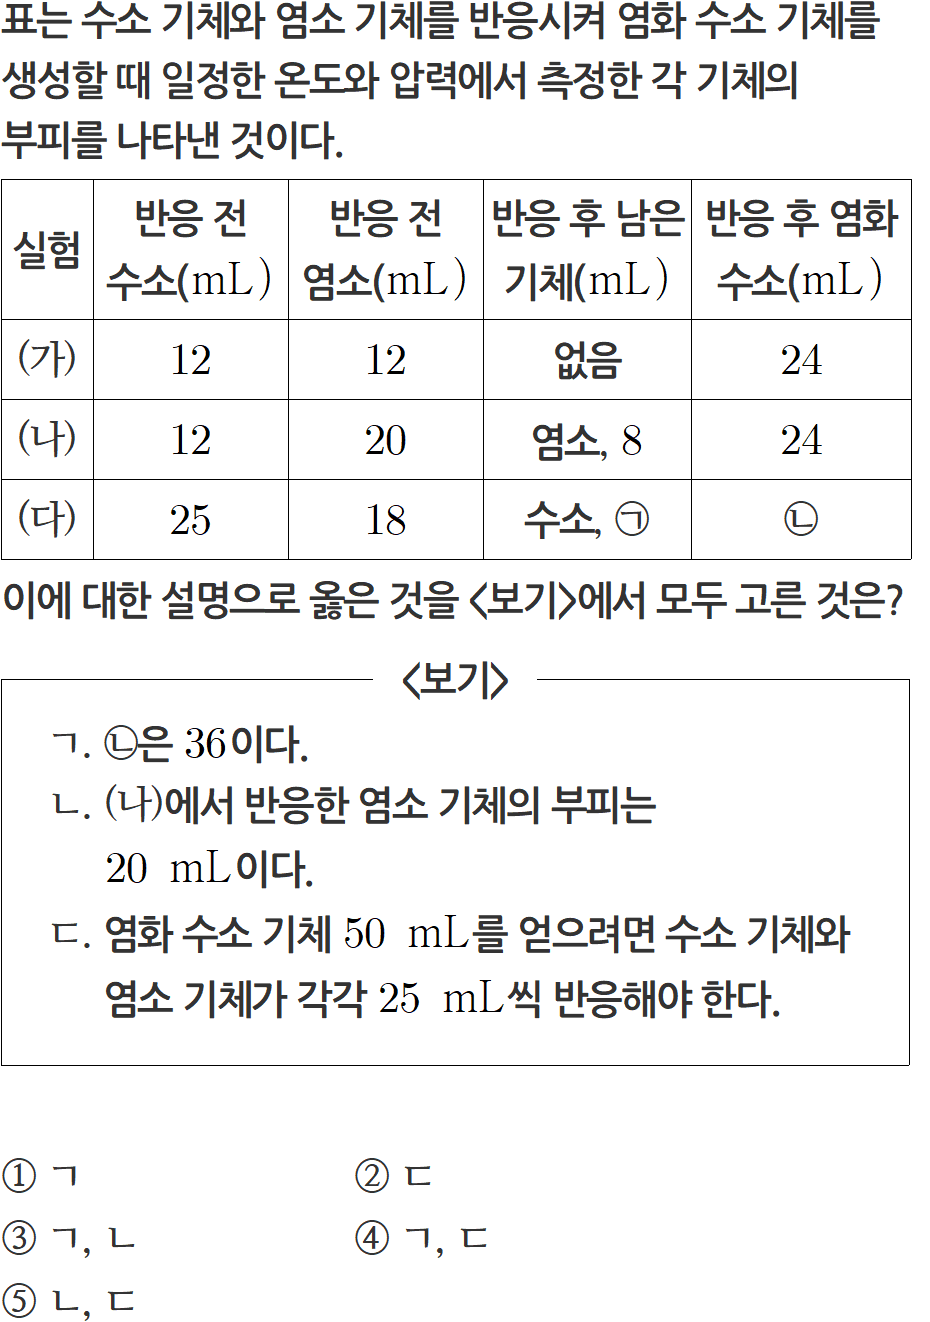 표는 수소 기체와 염소 기체를 반응시켜 염화 수소 기체를
생성할 때 일정한 온도와 압력에서 측정한 각 기체의
부피를 나타낸 것이다.
실험 반응 전 수소(mL) 반응 전 염소(mL) 반응 후 남은 기체(mL) 반응 후 염화 수소(mL)
(가) 12 12 없음 24
(나) 12 20 염소, 8 24
(다) 25 18 수소, ㉠ ㉡
이에 대한 설명으로 옳은 것을 <보기>에서 모두 고른 것은?
<보기>
ㄱ. ㉡은 36이다.
ㄴ. (나)에서 반응한 염소 기체의 부피는
20 mL이다.
ㄷ. 염화 수소 기체 50 mL를 얻으려면 수소 기체와
염소 기체가 각각 25 mL씩 반응해야 한다.
① ㄱ ② ㄷ
③ ㄱ, ㄴ ④ ㄱ, ㄷ
⑤ ㄴ, ㄷ